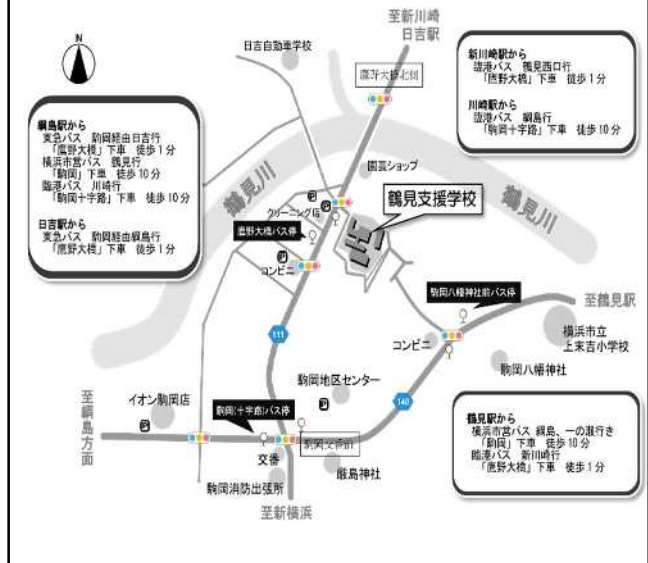 至新川崎
日吉駅
N
日吉自動車学校
鷹野大橋北側
新川崎駅から
臨港バス 鶴見西口行
「鷹野大橋」下車 徒歩1分
川崎駅から
臨港バス 綱島行
「駒岡十字路」下車 徒歩10分
綱島駅から
東急バス 駒岡経由日吉行
「鷹野大橋」下車 徒歩1分
横浜市営バス 鶴見行
「駒岡」下車 徒歩10分
臨港バス 川崎行
「駒岡十字路」下車 徒歩10分
日吉駅から
東急バス 駒岡経由綱島行
「鷹野大橋」下車 徒歩1分
鶴見川
園芸ショップ
鶴見支援学校
鶴見川
P
クリーニング店
P
鷹野大橋バス停
P
コンビニ
駒岡八幡神社前バス停
至鶴見駅
111
コンビニ
横浜市立
上末吉小学校
駒岡八幡神社
駒岡地区センター
P
140
至綱島方面
イオン駒岡店
P
駒岡(十字路)バス停
駒岡交番前
交番
厳島神社
駒岡消防出張所
至新横浜
鶴見駅から
横浜市営バス 綱島、一の瀬行き
「駒岡」下車 徒歩10分
臨港バス 新川崎行
「鷹野大橋」下車 徒歩1分